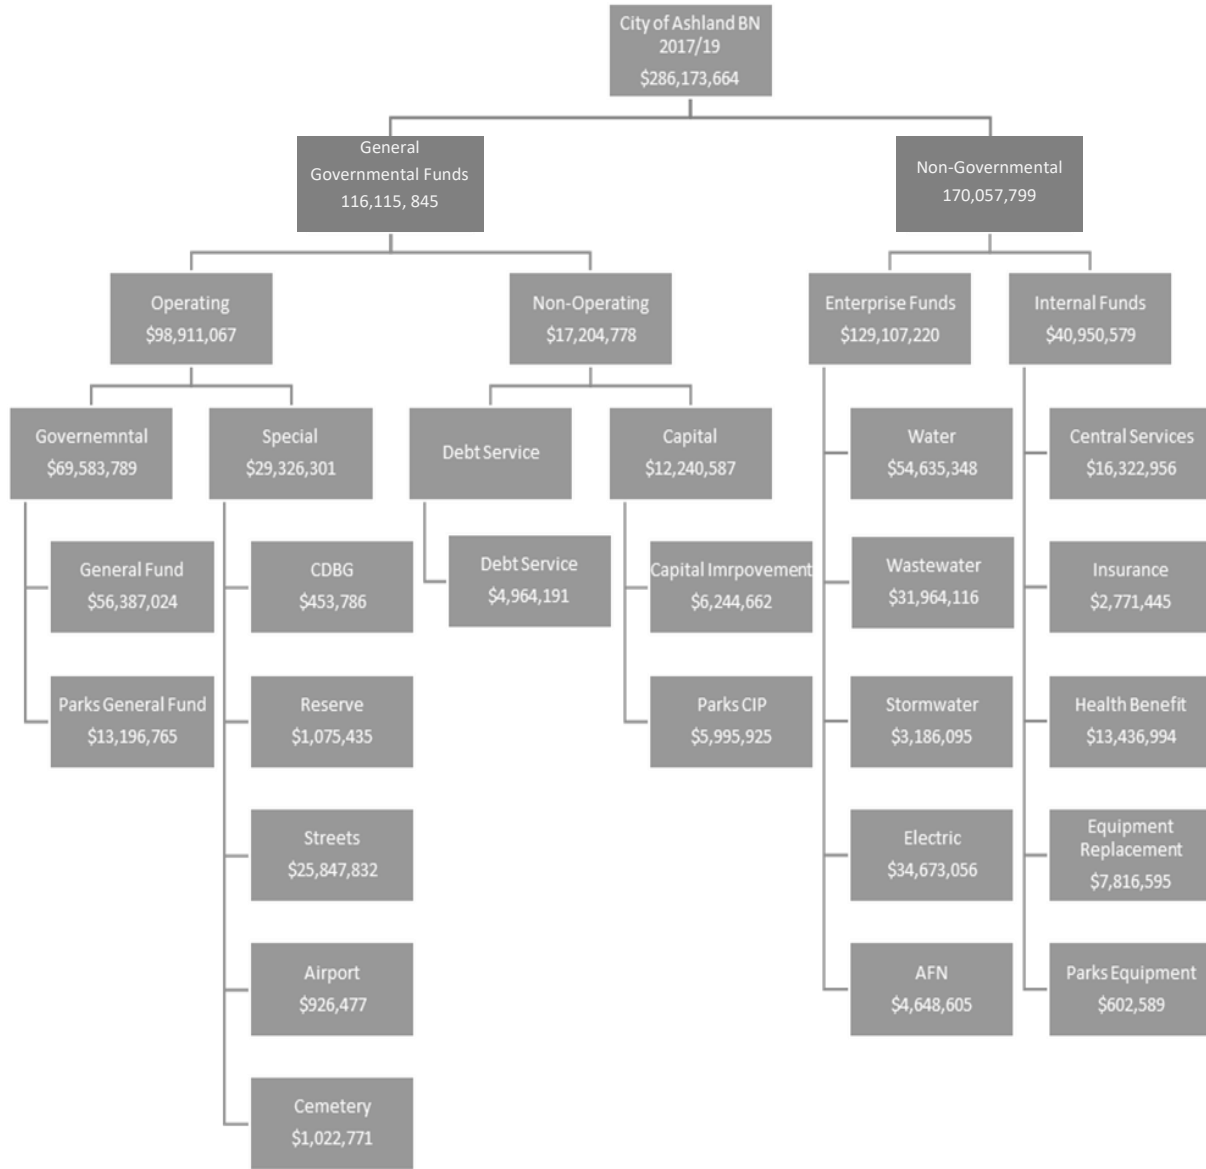 City of Ashland BN
2017/19
$286,173,664
General
Governmental Funds
116,115, 845
Non-Governmental
170,057,799
Operating
$98,911,067
Non-Operating
$17,204,778
Enterprise Funds
$129,107,220
Internal Funds
$40,950,579
Governemntal
$69,583,789
Special
$29,326,301
Debt Service
Capital
$12,240,587
Water
$54,635,348
Central Services
$16,322,956
General Fund
$56,387,024
CDBG
$453,786
Debt Service
$4,964,191
Capital Imrpovement
$6,244,662
Wastewater
$31,964,116
Insurance
$2,771,445
Parks General Fund
$13,196,765
Reserve
$1,075,435
Parks CIP
$5,995,925
Stormwater
$3,186,095
Health Benefit
$13,436,994
Streets
$25,847,832
Electric
$34,673,056
Equipment
Replacement
$7,816,595
Airport
$926,477
AFN
$4,648,605
Parks Equipment
$602,589
Cemetery
$1,022,771